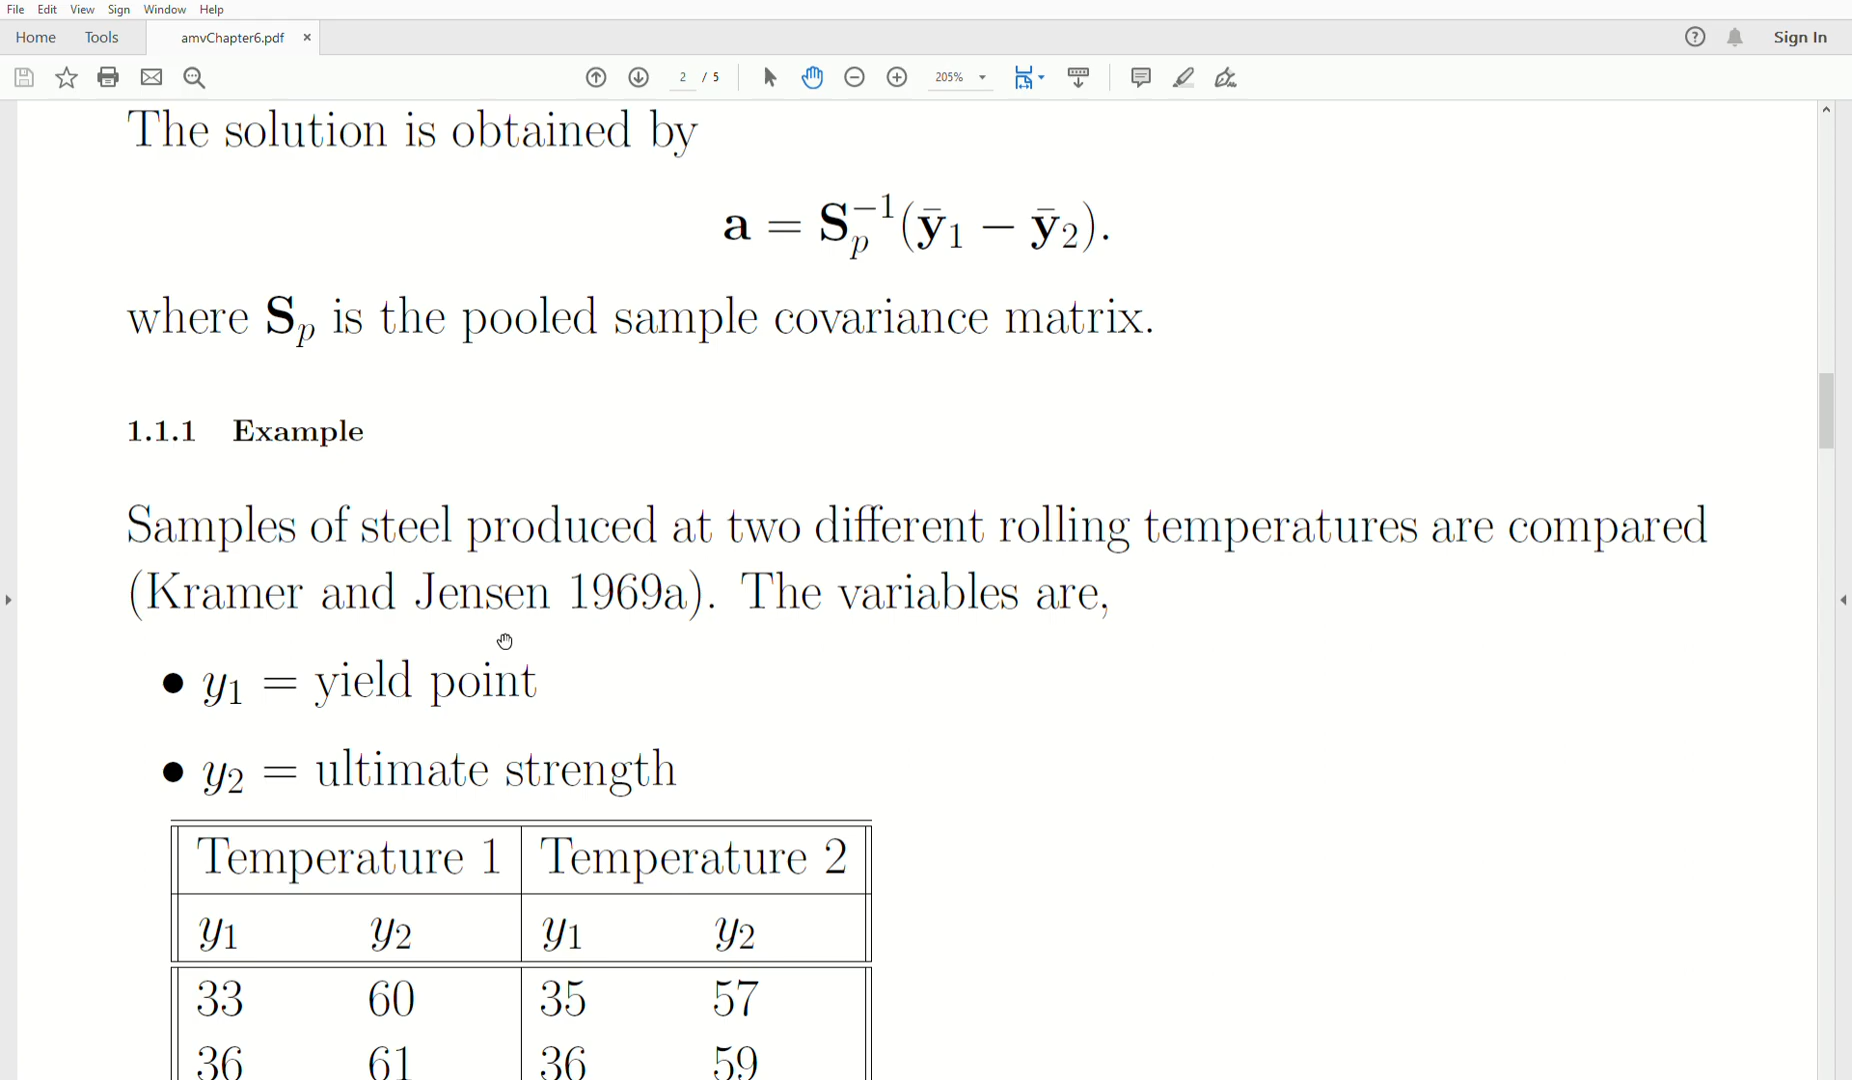 File Edit View Sign Window Help
Home Tools amvChapter6.pdf × Sign In
2 / 5 205%
The solution is obtained by
a = S_p^{-1}(ȳ₁ − ȳ₂).
where S_p is the pooled sample covariance matrix.
1.1.1 Example
Samples of steel produced at two different rolling temperatures are compared
(Kramer and Jensen 1969a). The variables are,
• y₁ = yield point
• y₂ = ultimate strength
Temperature 1 Temperature 2
y₁ y₂ y₁ y₂
33 60 35 57
36 61 36 59